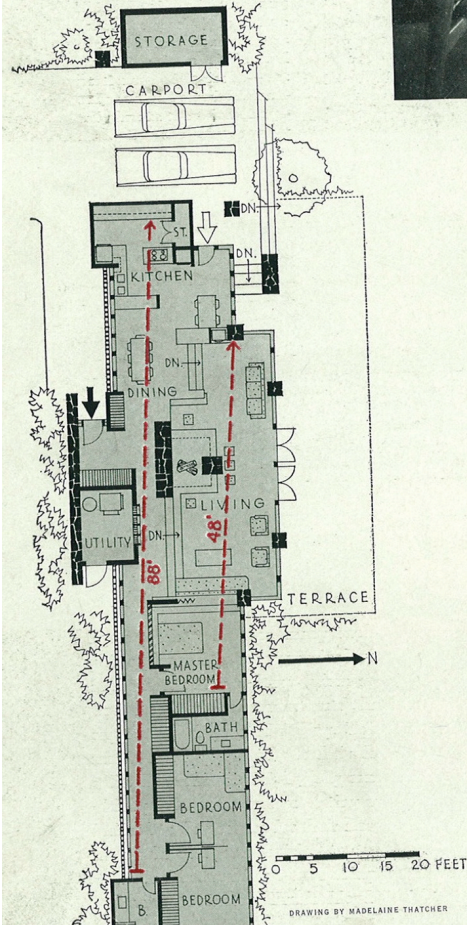 STORAGE
CARPORT
DN.
ST.
DN.
KITCHEN
DN.
DINING
LIVING
48'
UTILITY
DN.
88'
TERRACE
N
MASTER
BEDROOM
BATH
BEDROOM
0 5 10 15 20 FEET
B.
BEDROOM
DRAWING BY MADELAINE THATCHER